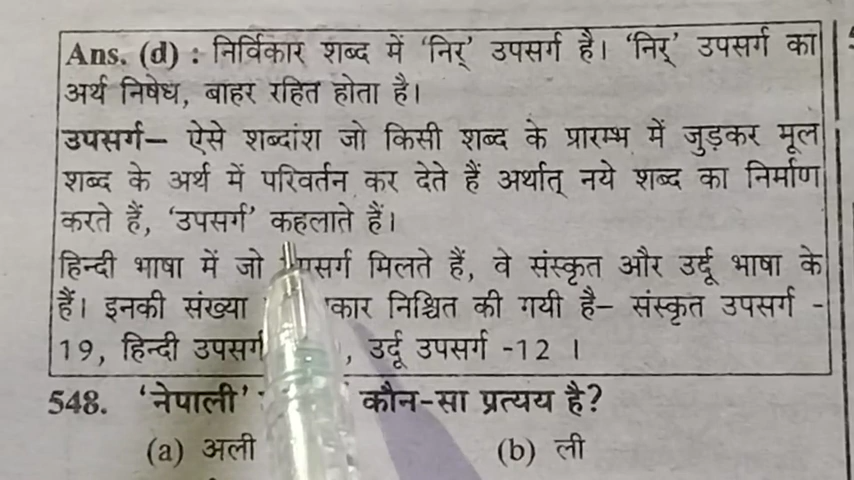 Ans. (d) : निर्विकार शब्द में 'निर्' उपसर्ग है। 'निर्' उपसर्ग का
अर्थ निषेध, बाहर रहित होता है।
उपसर्ग– ऐसे शब्दांश जो किसी शब्द के प्रारम्भ में जुड़कर मूल
शब्द के अर्थ में परिवर्तन कर देते हैं अर्थात् नये शब्द का निर्माण
करते हैं, 'उपसर्ग' कहलाते हैं।
हिन्दी भाषा में जो मिलते हैं, वे संस्कृत और उर्दू भाषा के
हैं। इनकी संख्या निश्चित की गयी है– संस्कृत उपसर्ग -
19, हिन्दी उपसर्ग , उर्दू उपसर्ग -12 ।
548. 'नेपाली' कौन-सा प्रत्यय है?
(a) अली (b) ली